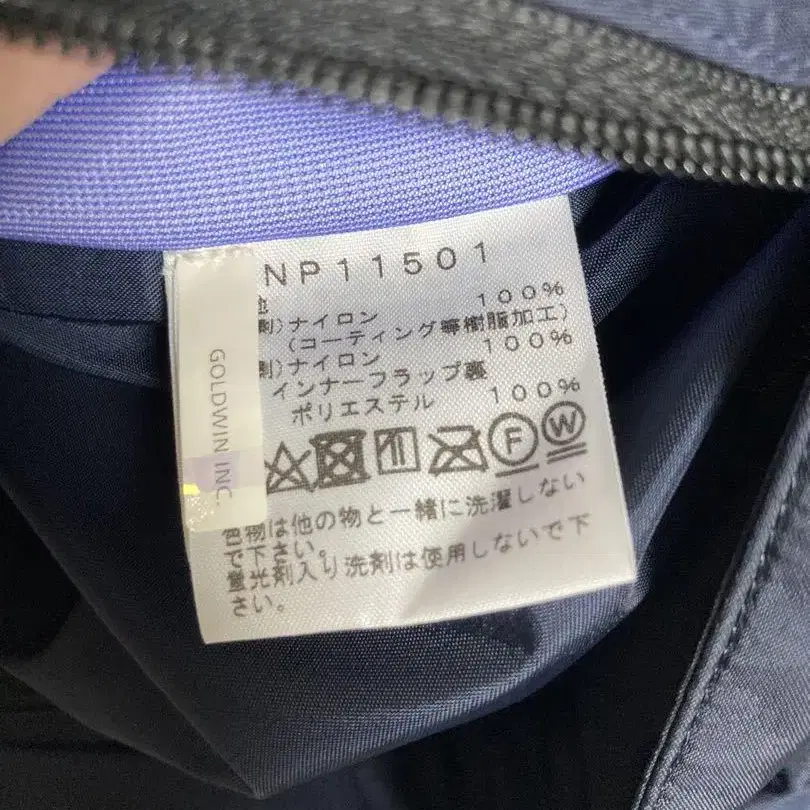 NP11501
地 100%
側)ナイロン
(コーティング等樹脂加工)
側)ナイロン 100%
インナーフラップ裏
ポリエステル 100%
F W
物は他の物と一緒に洗濯しない
で下さい。
光剤入り洗剤は使用しないで下
さい。
GOLDWIN INC.